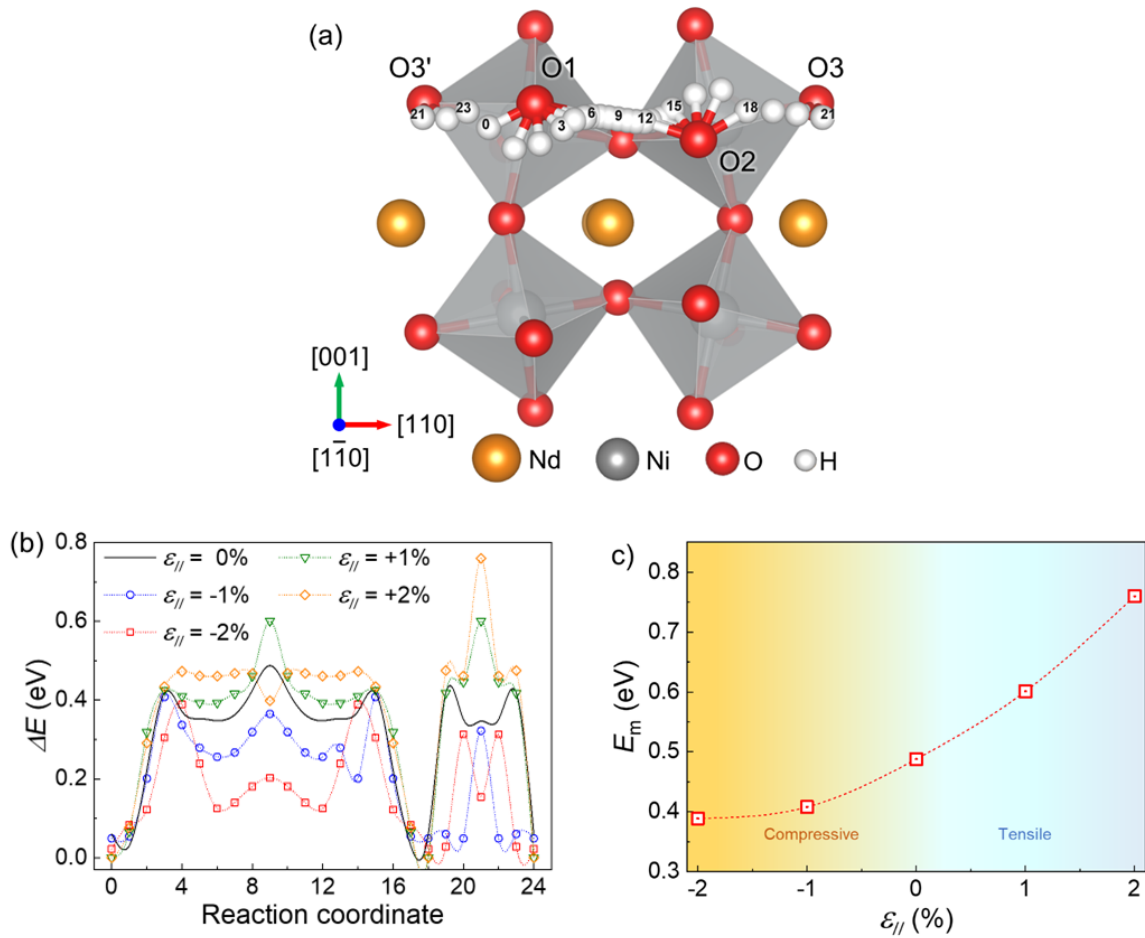 (a)
O3' O1 O3
21 23 0 3 6 9 12 15 18 21
O2
[001]
[110]
[11̅0]
Nd Ni O H
(b)
0.8
0.6
0.4
0.2
0.0
ΔE (eV)
ε// = 0%
ε// = -1%
ε// = -2%
ε// = +1%
ε// = +2%
0 4 8 12 16 20 24
Reaction coordinate
c)
0.8
0.7
0.6
0.5
0.4
0.3
Em (eV)
Compressive
Tensile
-2 -1 0 1 2
ε// (%)